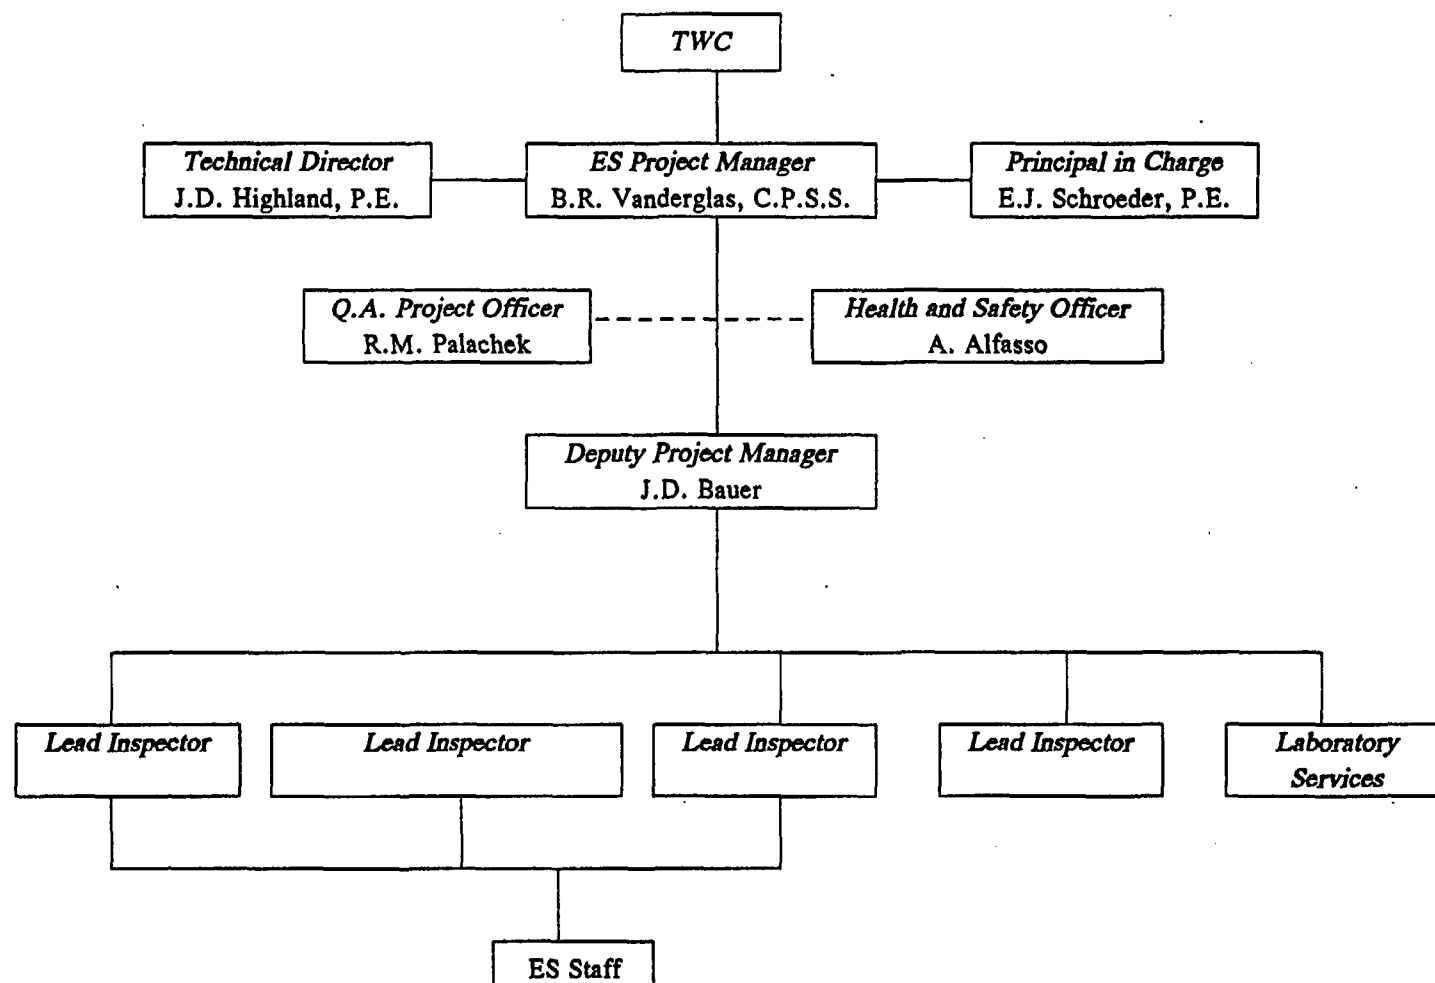 TWC
Technical Director
J.D. Highland, P.E.
ES Project Manager
B.R. Vanderglas, C.P.S.S.
Principal in Charge
E.J. Schroeder, P.E.
Q.A. Project Officer
R.M. Palachek
Health and Safety Officer
A. Alfasso
Deputy Project Manager
J.D. Bauer
Lead Inspector
Lead Inspector
Lead Inspector
Lead Inspector
Laboratory
Services
ES Staff